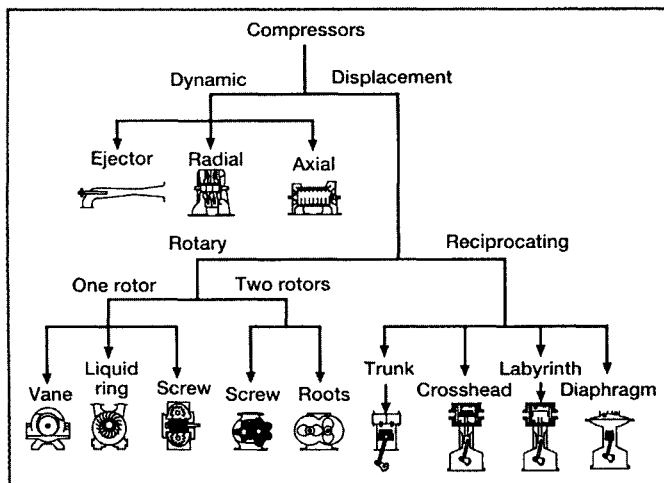 Compressors
Dynamic
Displacement
Ejector
Radial
Axial
Rotary
Reciprocating
One rotor
Two rotors
Vane
Liquid
ring
Screw
Screw
Roots
Trunk
Crosshead
Labyrinth
Diaphragm